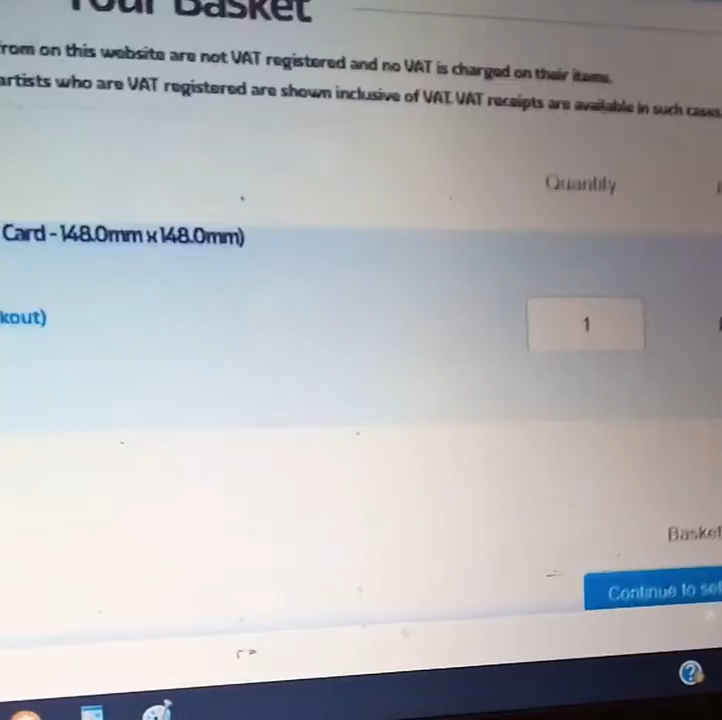 Your Basket
from on this website are not VAT registered and no VAT is charged on their items.
artists who are VAT registered are shown inclusive of VAT. VAT receipts are available in such cases.
Quantity
Card - 148.0mm x 148.0mm)
kout)
1
Basket
Continue to sel